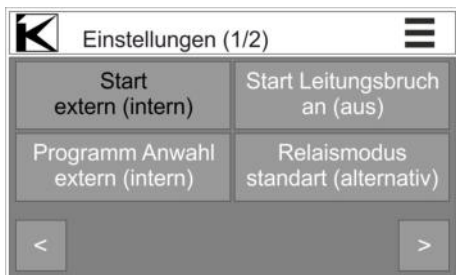 K Einstellungen (1/2)
Start
extern (intern)
Start Leitungsbruch
an (aus)
Programm Anwahl
extern (intern)
Relaismodus
standart (alternativ)
< >